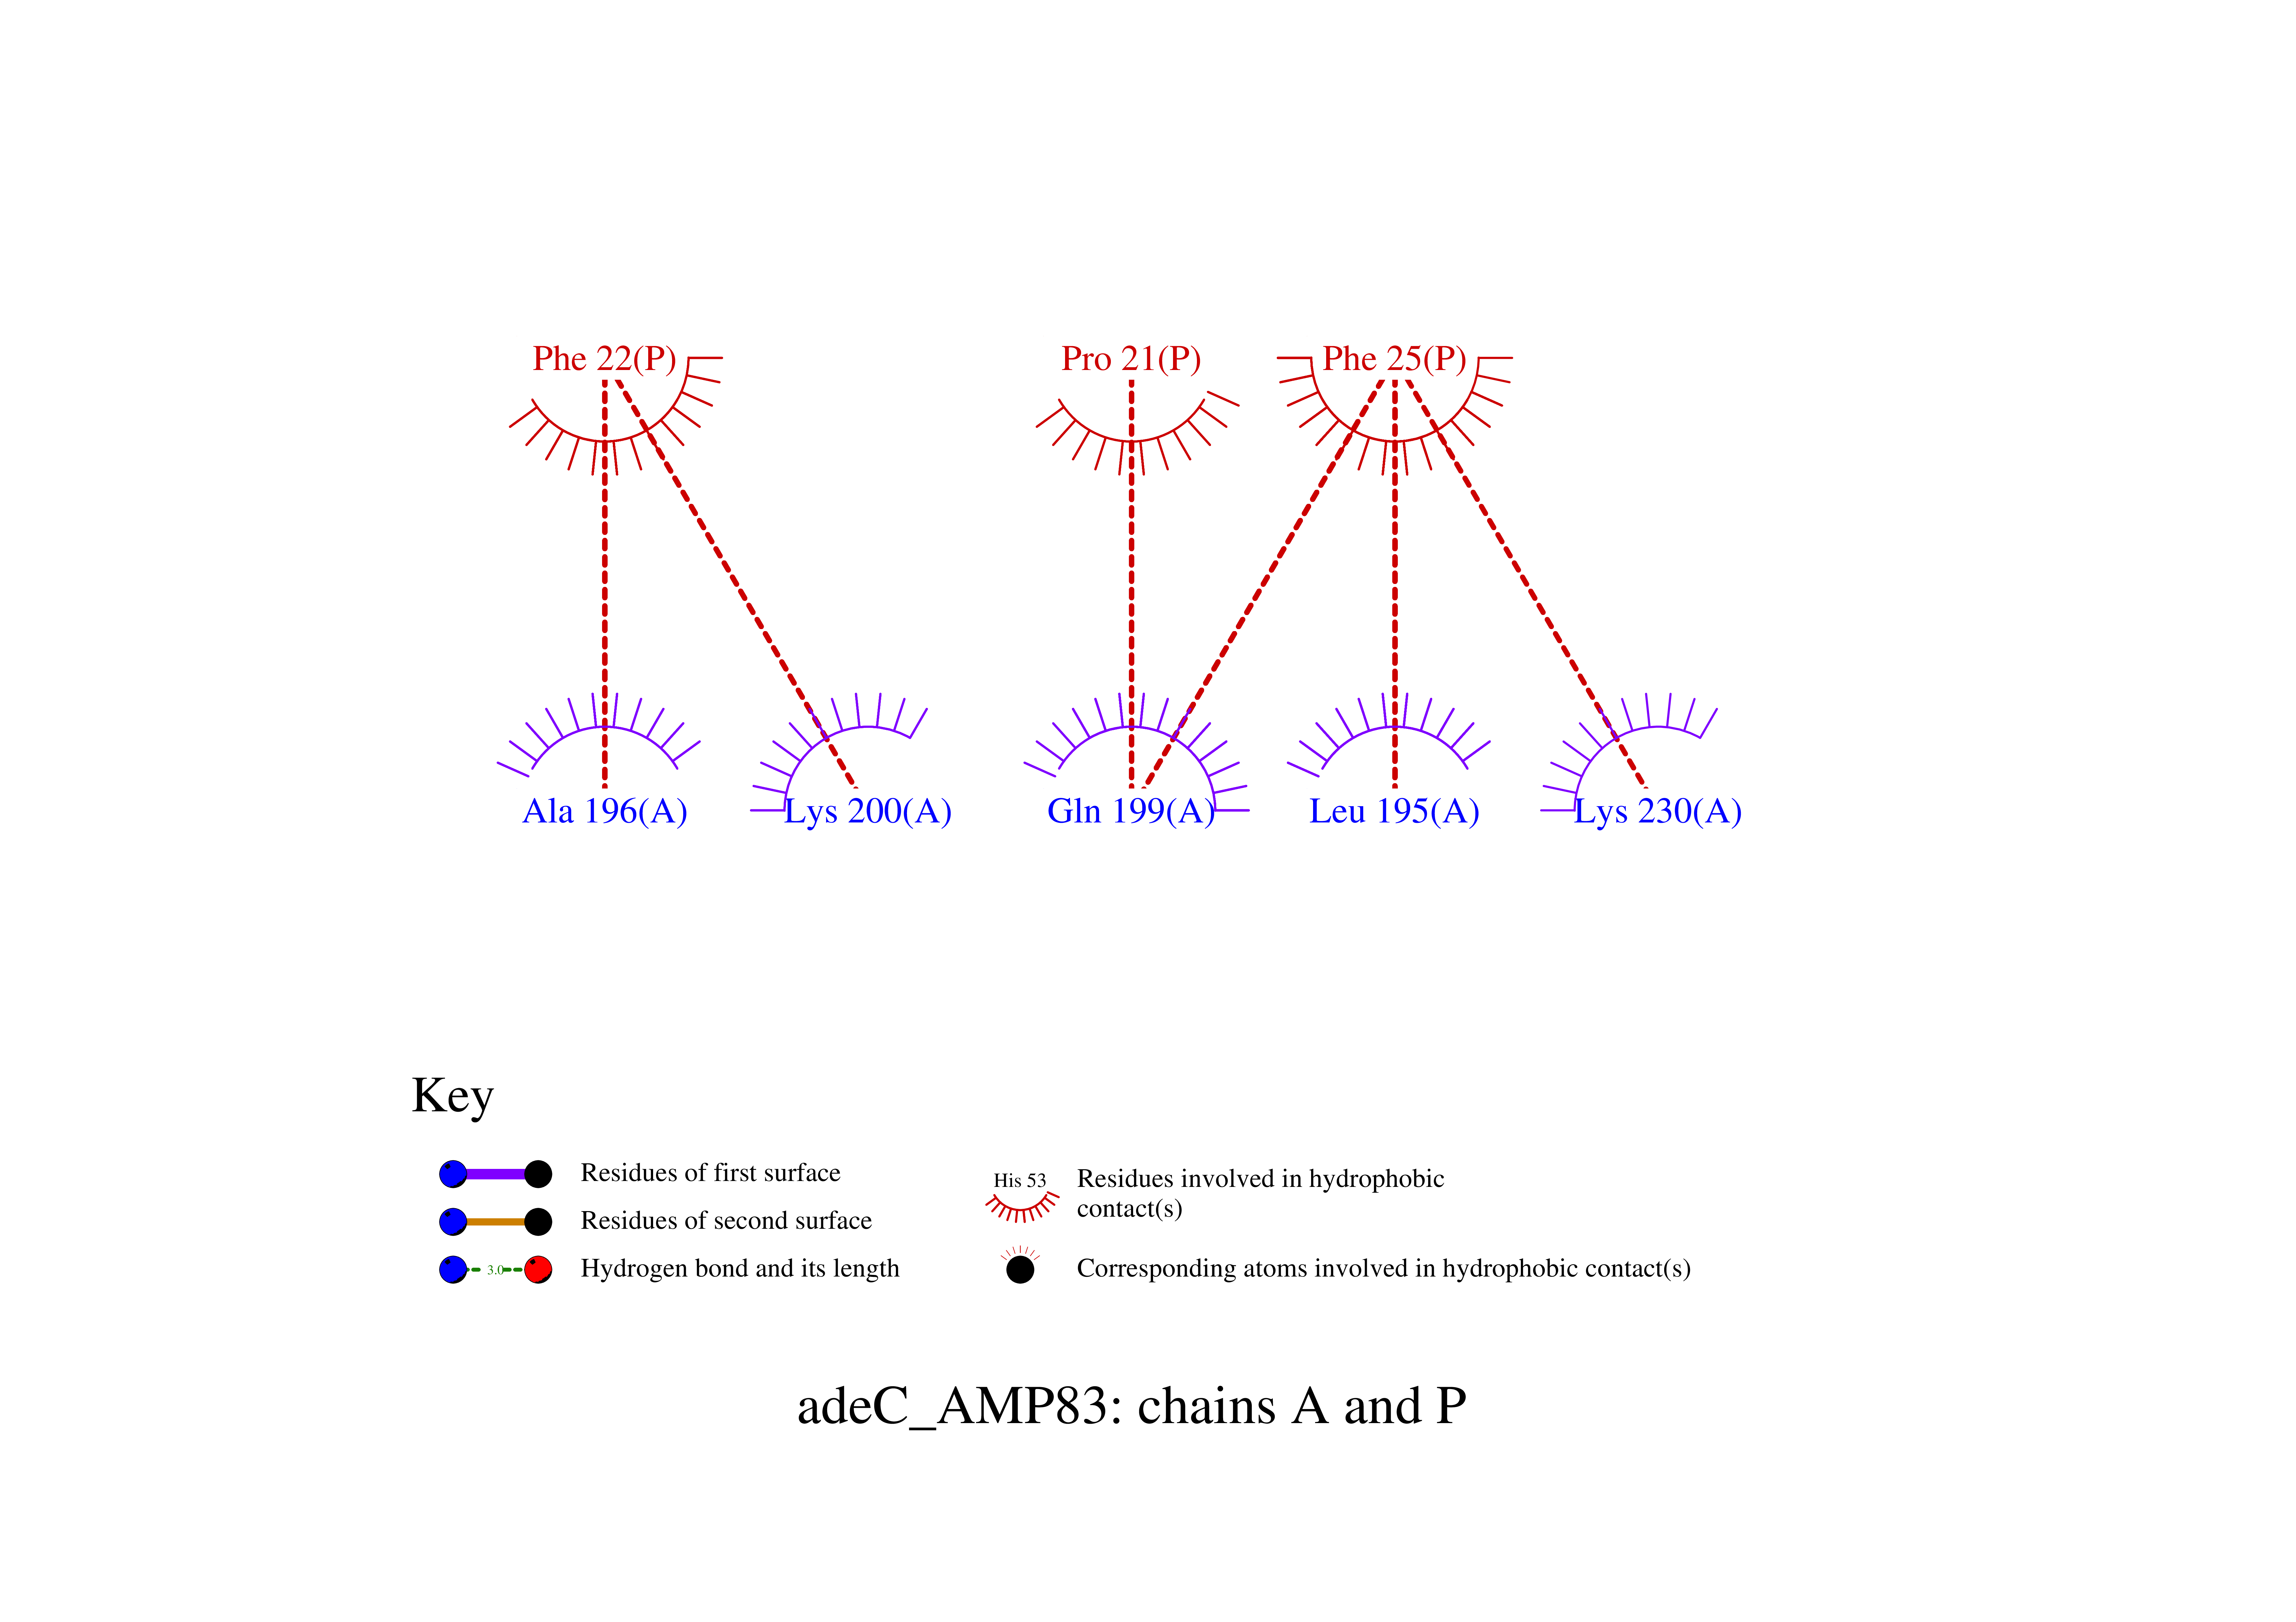 Phe 22(P) Pro 21(P) Phe 25(P)
Ala 196(A) Lys 200(A) Gln 199(A) Leu 195(A) Lys 230(A)
Key
Residues of first surface
Residues of second surface
3.0 Hydrogen bond and its length
His 53 Residues involved in hydrophobic
contact(s)
Corresponding atoms involved in hydrophobic contact(s)
adeC_AMP83: chains A and P